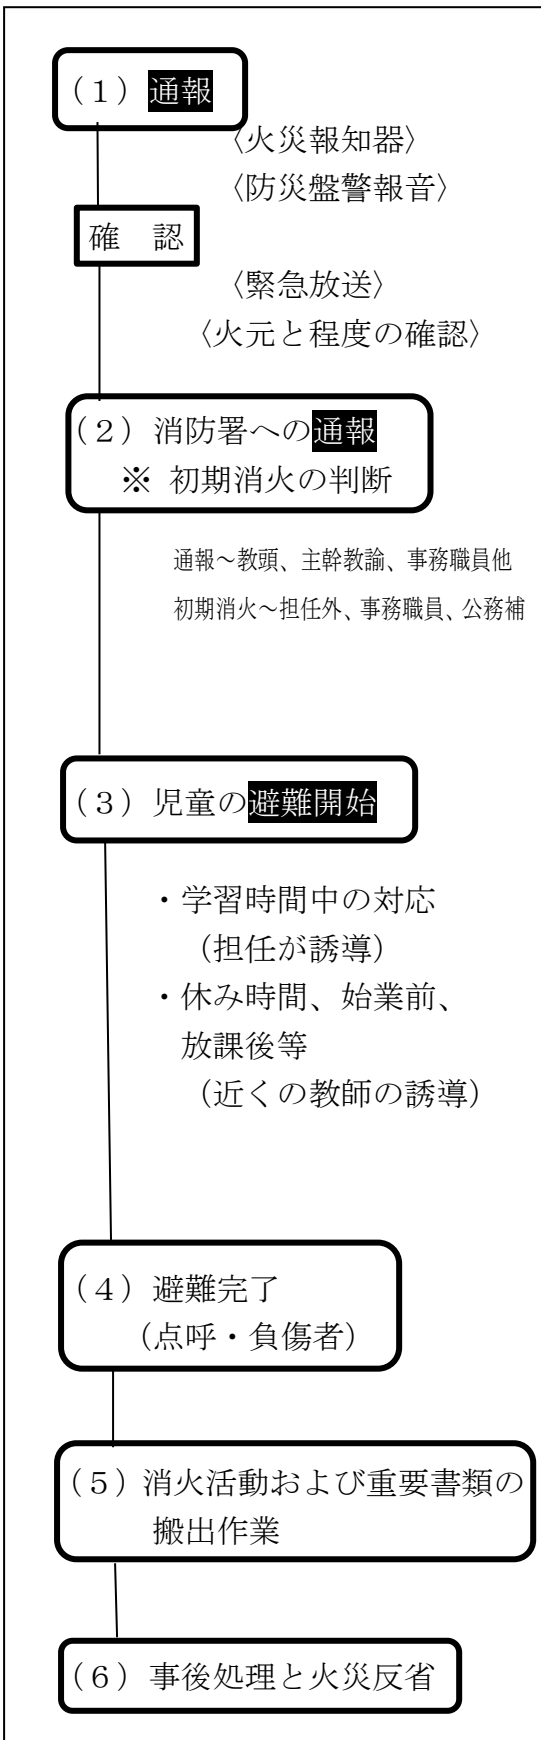 (1) 通報
〈火災報知器〉
〈防災盤警報音〉
確 認
〈緊急放送〉
〈火元と程度の確認〉
(2) 消防署への通報
※ 初期消火の判断
通報~教頭、主幹教諭、事務職員他
初期消火~担任外、事務職員、公務補
(3) 児童の避難開始
・学習時間中の対応
(担任が誘導)
・休み時間、始業前、
放課後等
(近くの教師の誘導)
(4) 避難完了
(点呼・負傷者)
(5) 消火活動および重要書類の
搬出作業
(6) 事後処理と火災反省